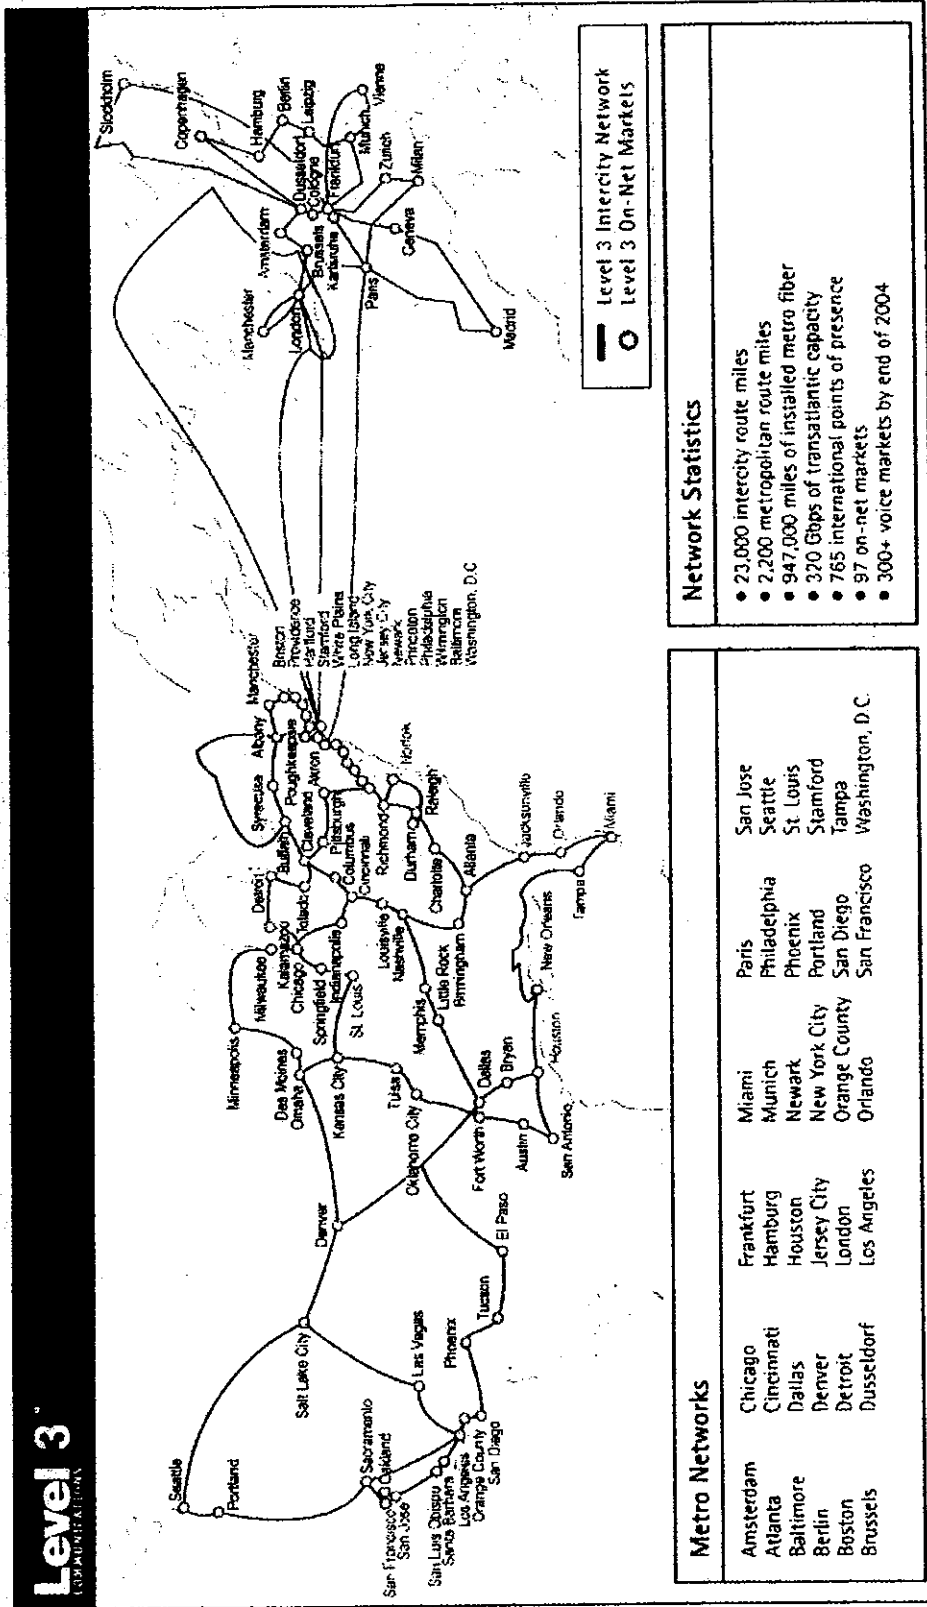 Level 3
COMMUNICATIONS
Seattle
Portland
Sacramento
Oakland
San Francisco
San Jose
San Luis Obispo
Santa Barbara
Los Angeles
Orange County
San Diego
Salt Lake City
Las Vegas
Phoenix
Tucson
El Paso
Denver
Minneapolis
Des Moines
Omaha
Kansas City
Tulsa
Oklahoma City
Fort Worth
Dallas
Bryan
Austin
San Antonio
Houston
New Orleans
Milwaukee
Kalamazoo
Chicago
Springfield
Indianapolis
St. Louis
Memphis
Little Rock
Birmingham
Louisville
Nashville
Detroit
Toledo
Buffalo
Cleveland
Pittsburgh
Columbus
Cincinnati
Akron
Syracuse
Poughkeepsie
Albany
Manchester
Richmond
Norfolk
Durham
Raleigh
Charlotte
Atlanta
Jacksonville
Orlando
Tampa
Miami
Boston
Providence
Hartford
Stamford
White Plains
Long Island
New York City
Jersey City
Newark
Princeton
Philadelphia
Wilmington
Baltimore
Washington, D.C
Manchester
London
Amsterdam
Brussels
Karlsruhe
Paris
Madrid
Geneva
Milan
Zurich
Munich
Vienne
Frankfurt
Cologne
Dusseldorf
Leipzig
Berlin
Hamburg
Copenhagen
Stockholm
Level 3 Intercity Network
Level 3 On-Net Markets
Metro Networks
Amsterdam Chicago Frankfurt Miami Paris San Jose
Atlanta Cincinnati Hamburg Munich Philadelphia Seattle
Baltimore Dallas Houston Newark Phoenix St. Louis
Berlin Denver Jersey City New York City Portland Stamford
Boston Detroit London Orange County San Diego Tampa
Brussels Dusseldorf Los Angeles Orlando San Francisco Washington, D.C.
Network Statistics
• 23,000 intercity route miles
• 2,200 metropolitan route miles
• 947,000 miles of installed metro fiber
• 320 Gbps of transatlantic capacity
• 765 international points of presence
• 97 on-net markets
• 300+ voice markets by end of 2004